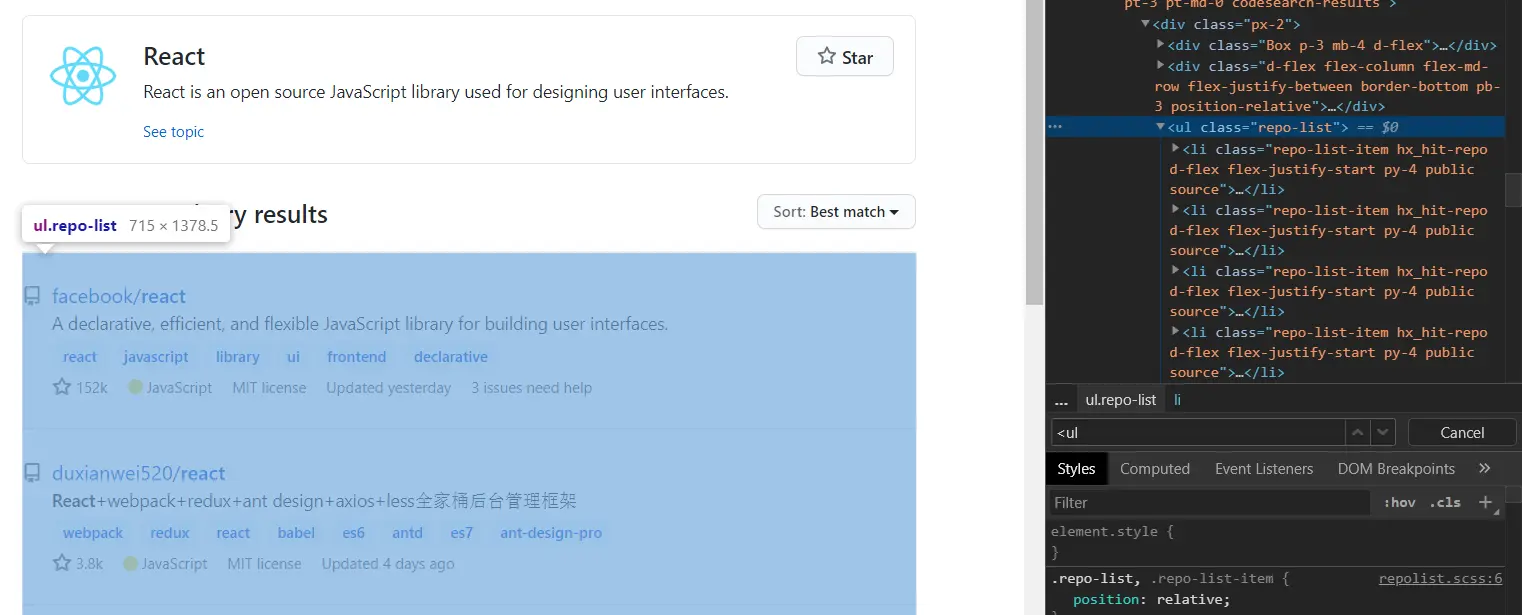 React
Star
React is an open source JavaScript library used for designing user interfaces.
See topic
ry results
Sort: Best match
ul.repo-list 715 × 1378.5
facebook/react
A declarative, efficient, and flexible JavaScript library for building user interfaces.
react javascript library ui frontend declarative
152k JavaScript MIT license Updated yesterday 3 issues need help
duxianwei520/react
React+webpack+redux+ant design+axios+less全家桶后台管理框架
webpack redux react babel es6 antd es7 ant-design-pro
3.8k JavaScript MIT license Updated 4 days ago
pt-3 pt-md-0 codesearch-results">
<div class="px-2">
<div class="Box p-3 mb-4 d-flex">…</div>
<div class="d-flex flex-column flex-md-
row flex-justify-between border-bottom pb-
3 position-relative">…</div>
<ul class="repo-list"> == $0
<li class="repo-list-item hx_hit-repo
d-flex flex-justify-start py-4 public
source">…</li>
<li class="repo-list-item hx_hit-repo
d-flex flex-justify-start py-4 public
source">…</li>
<li class="repo-list-item hx_hit-repo
d-flex flex-justify-start py-4 public
source">…</li>
<li class="repo-list-item hx_hit-repo
d-flex flex-justify-start py-4 public
source">…</li>
... ul.repo-list li
<ul
Cancel
Styles Computed Event Listeners DOM Breakpoints »
Filter :hov .cls +
element.style {
}
.repo-list, .repo-list-item { repolist.scss:6
position: relative;